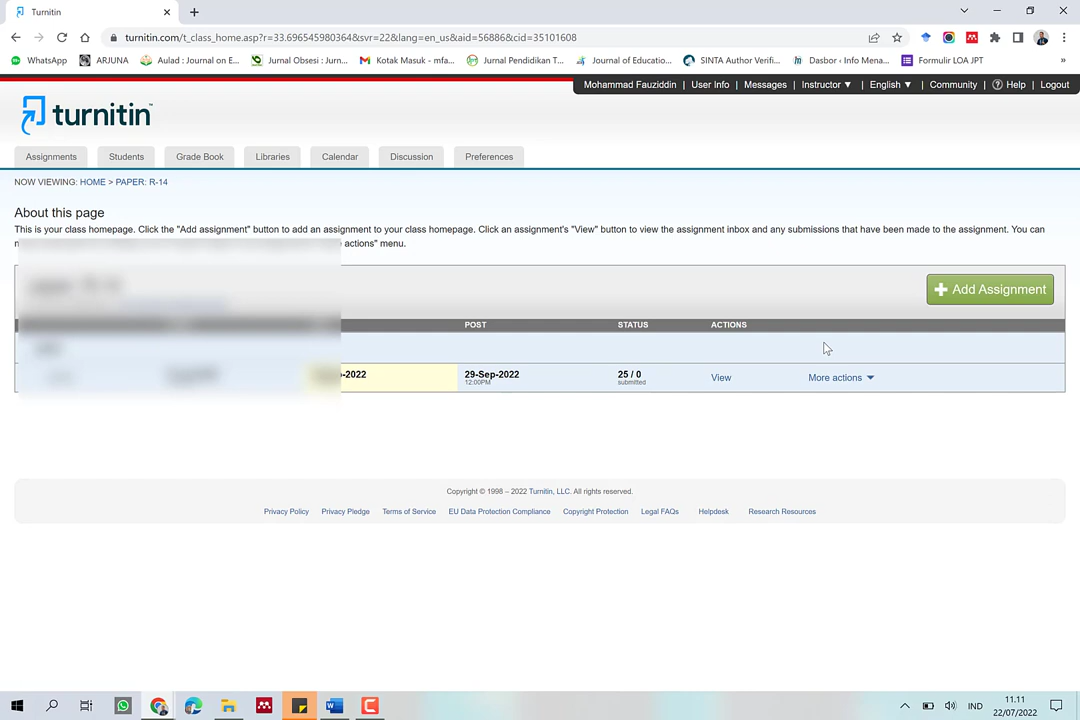 Turnitin
turnitin.com/t_class_home.asp?r=33.696545980364&svr=22&lang=en_us&aid=56886&cid=35101608
WhatsApp ARJUNA Aulad : Journal on E... Jurnal Obsesi : Jurn... Kotak Masuk - mfa... Jurnal Pendidikan T... Journal of Educatio... SINTA Author Verifi... Dasbor ‹ Info Mena... Formulir LOA JPT »
Mohammad Fauziddin | User Info | Messages | Instructor ▼ | English ▼ | Community | ? Help | Logout
turnitin™
Assignments Students Grade Book Libraries Calendar Discussion Preferences
NOW VIEWING: HOME > PAPER: R-14
About this page
This is your class homepage. Click the "Add assignment" button to add an assignment to your class homepage. Click an assignment's "View" button to view the assignment inbox and any submissions that have been made to the assignment. You can
actions" menu.
Add Assignment
POST STATUS ACTIONS
-2022 29-Sep-2022 25 / 0 View More actions ▼
12:00PM submitted
Copyright © 1998 – 2022 Turnitin, LLC. All rights reserved.
Privacy Policy Privacy Pledge Terms of Service EU Data Protection Compliance Copyright Protection Legal FAQs Helpdesk Research Resources
IND
11.11
22/07/2022